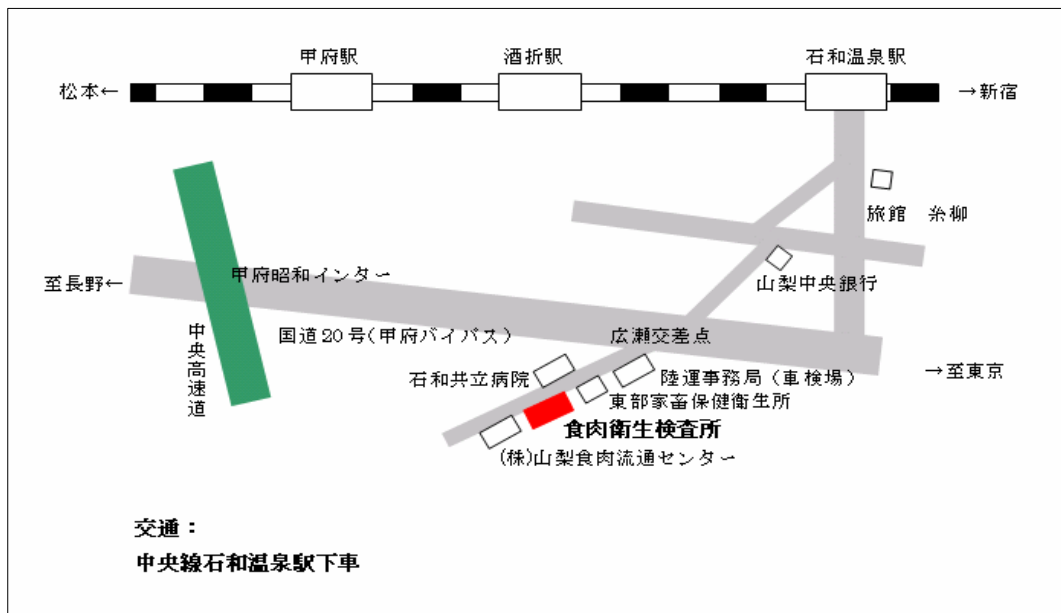 甲府駅
酒折駅
石和温泉駅
松本←
→新宿
旅館　糸柳
甲府昭和インター
山梨中央銀行
至長野←
中央高速道
国道20号(甲府バイパス)
広瀬交差点
→至東京
石和共立病院
陸運事務局(車検場)
東部家畜保健衛生所
食肉衛生検査所
(株)山梨食肉流通センター
交通：
中央線石和温泉駅下車